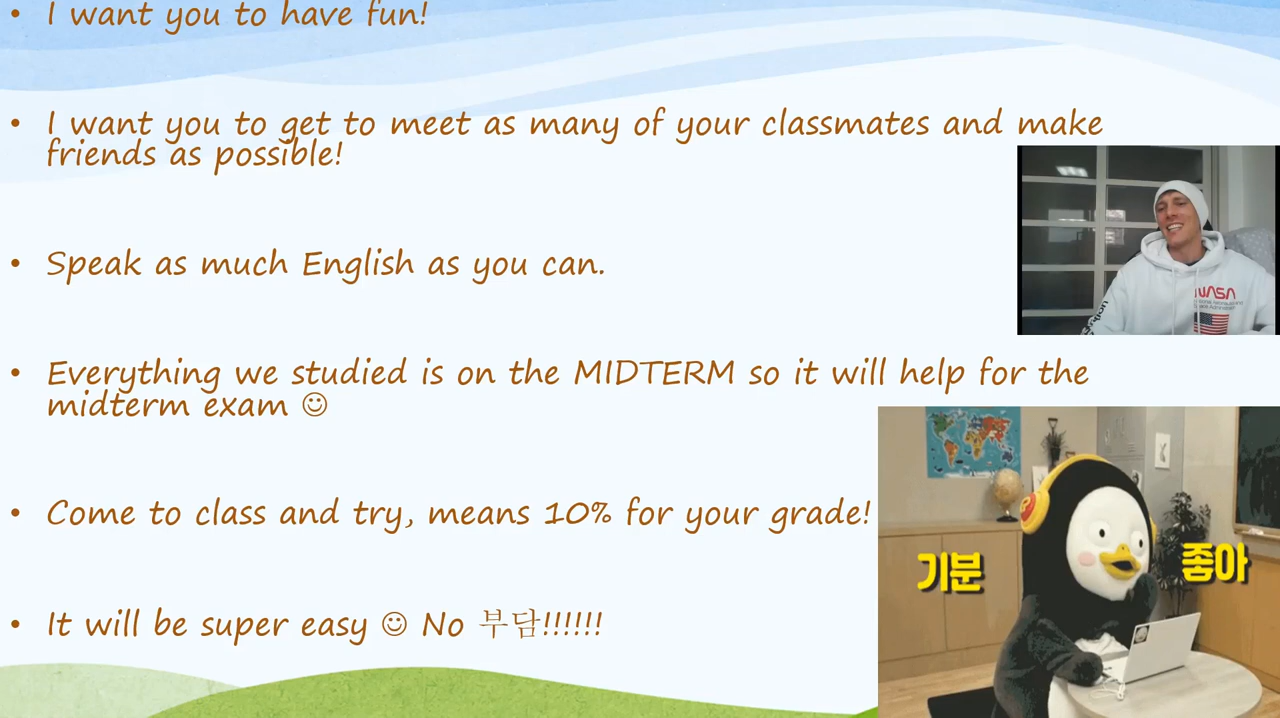 • I want you to have fun!
• I want you to get to meet as many of your classmates and make
friends as possible!
• Speak as much English as you can.
• Everything we studied is on the MIDTERM so it will help for the
midterm exam ☺
• Come to class and try, means 10% for your grade!
• It will be super easy ☺ No 부담!!!!!!
NASA
기분 좋아